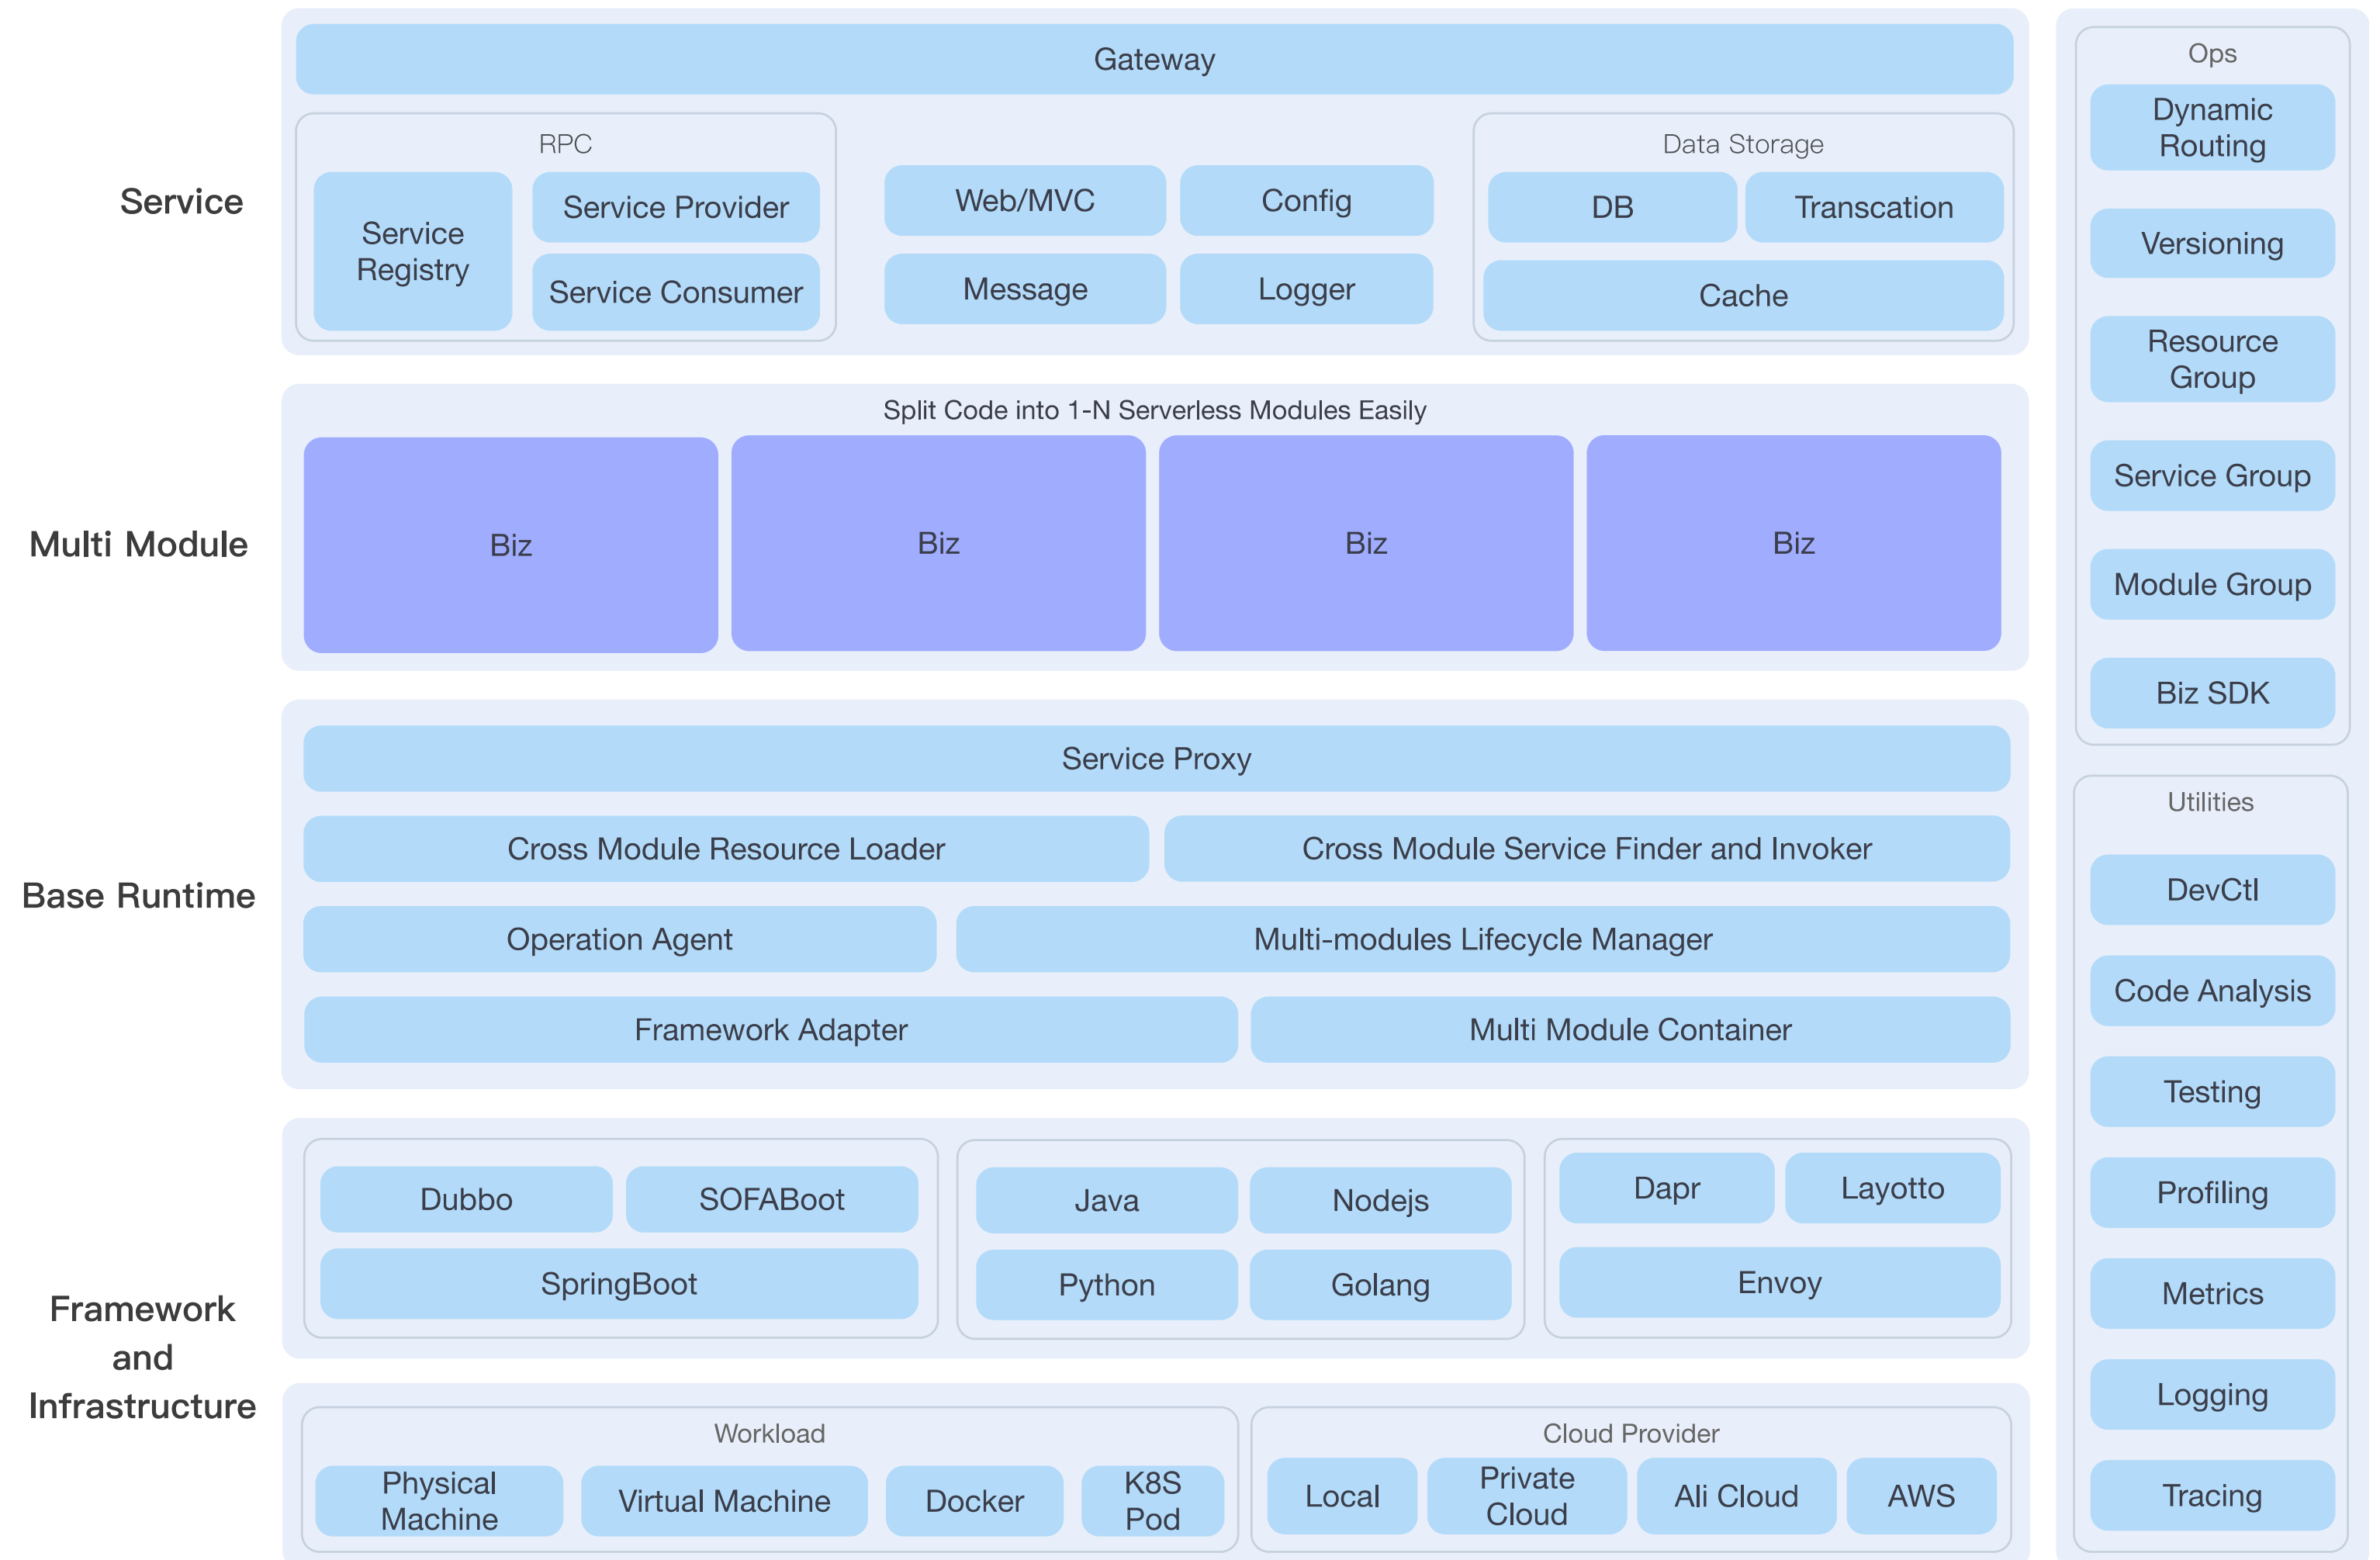 Gateway
Service
RPC
Service
Registry
Service Provider
Service Consumer
Web/MVC
Config
Message
Logger
Data Storage
DB
Transcation
Cache
Multi Module
Split Code into 1-N Serverless Modules Easily
Biz
Biz
Biz
Biz
Base Runtime
Service Proxy
Cross Module Resource Loader
Cross Module Service Finder and Invoker
Operation Agent
Multi-modules Lifecycle Manager
Framework Adapter
Multi Module Container
Framework
and
Infrastructure
Dubbo
SOFABoot
SpringBoot
Java
Nodejs
Python
Golang
Dapr
Layotto
Envoy
Workload
Physical
Machine
Virtual Machine
Docker
K8S
Pod
Cloud Provider
Local
Private
Cloud
Ali Cloud
AWS
Ops
Dynamic
Routing
Versioning
Resource
Group
Service Group
Module Group
Biz SDK
Utilities
DevCtl
Code Analysis
Testing
Profiling
Metrics
Logging
Tracing